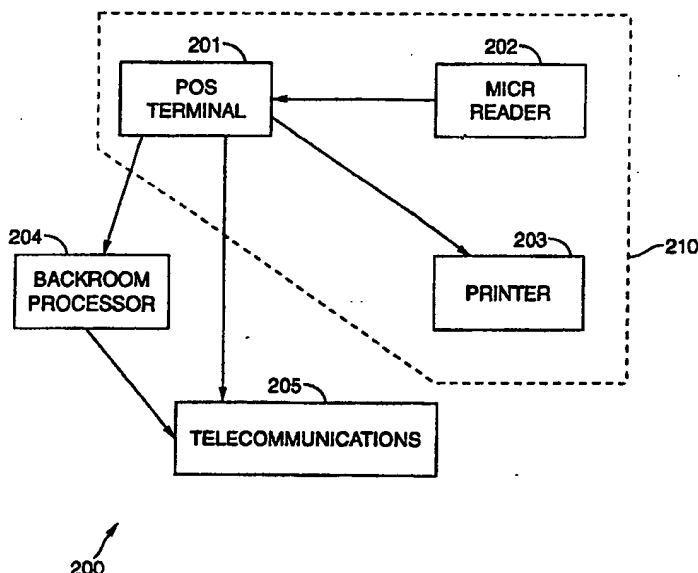 201
POS
TERMINAL
202
MICR
READER
204
BACKROOM
PROCESSOR
203
PRINTER
210
205
TELECOMMUNICATIONS
200